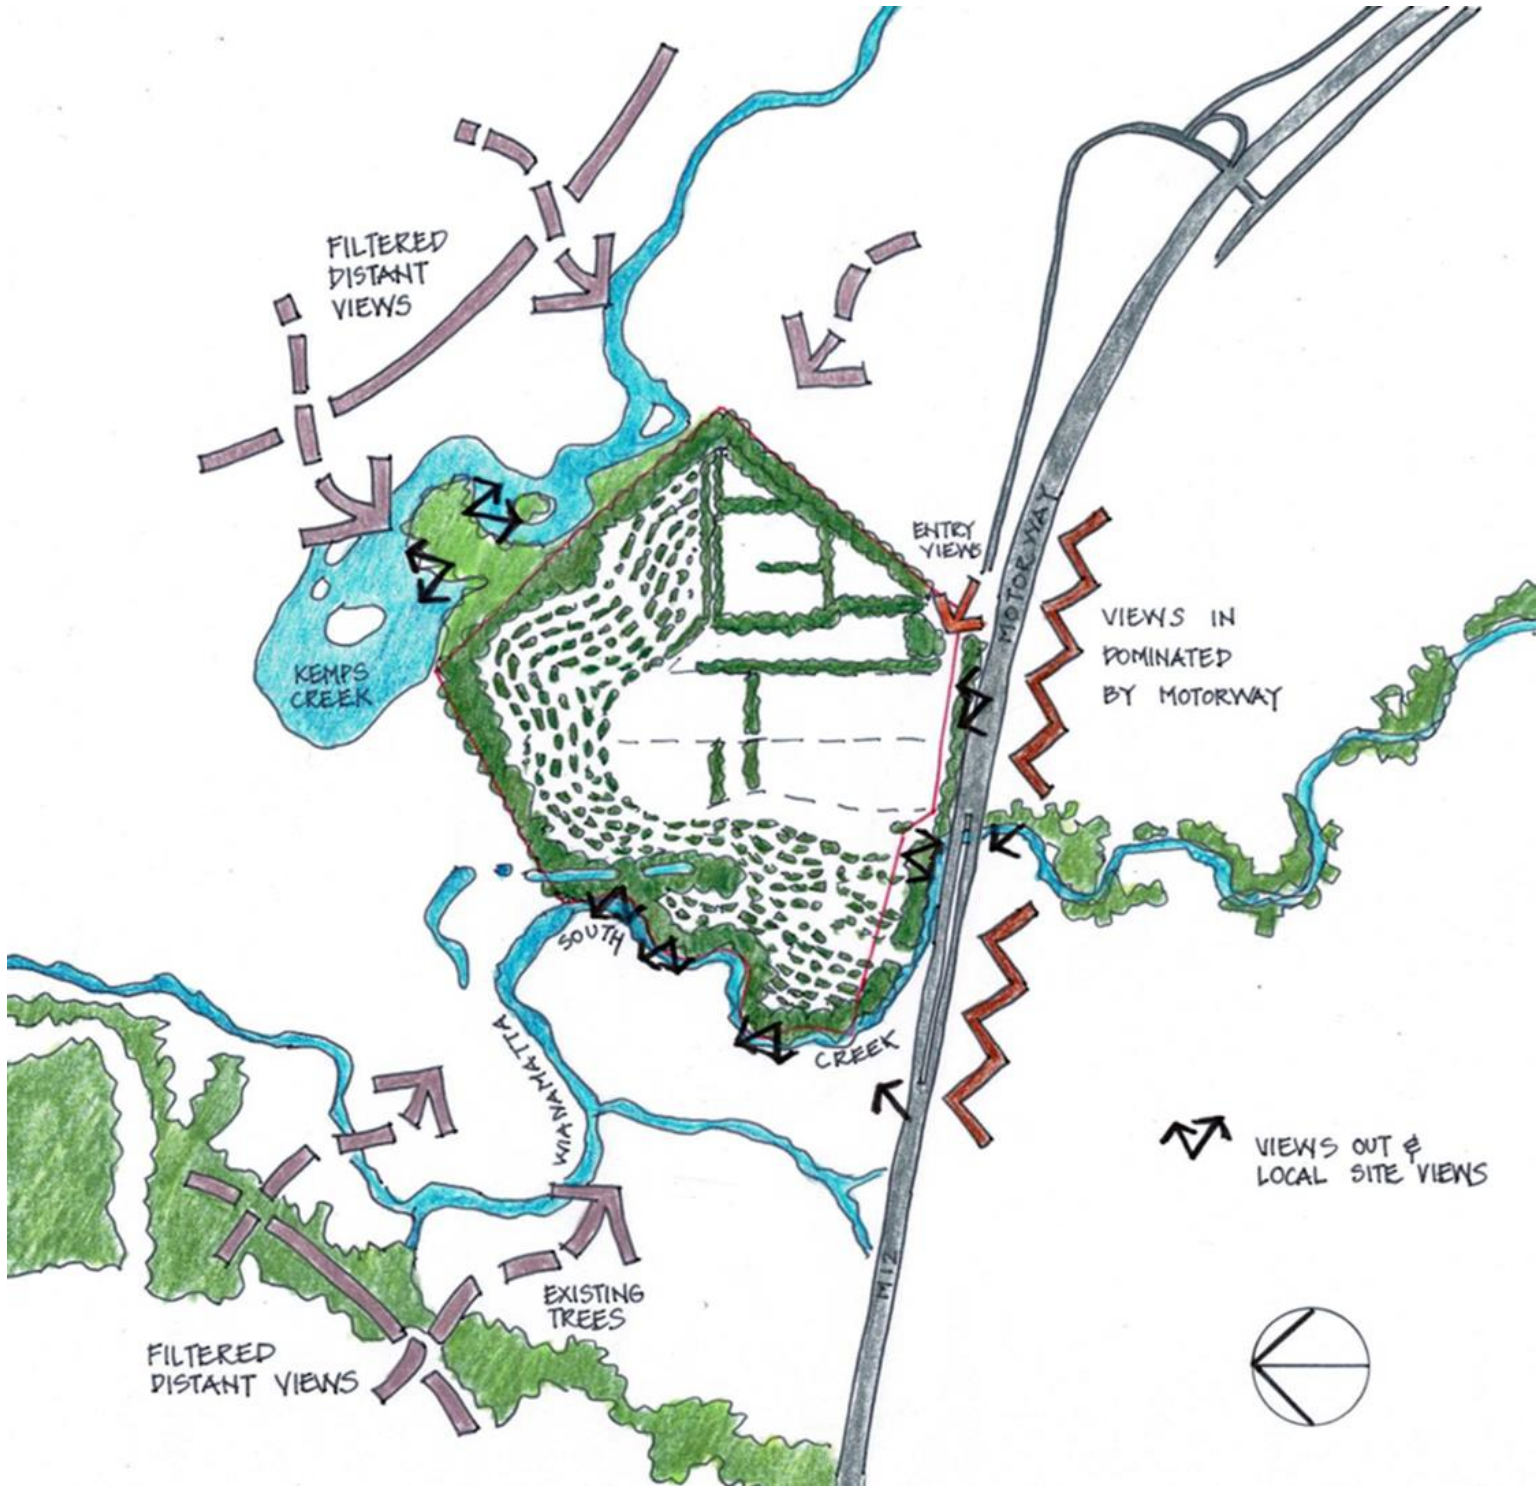 FILTERED
DISTANT
VIEWS
ENTRY
VIEWS
MOTORWAY
VIEWS IN
DOMINATED
BY MOTORWAY
KEMPS
CREEK
SOUTH
CREEK
WIANAMATTA
VIEWS OUT &
LOCAL SITE VIEWS
M12
EXISTING
TREES
FILTERED
DISTANT VIEWS